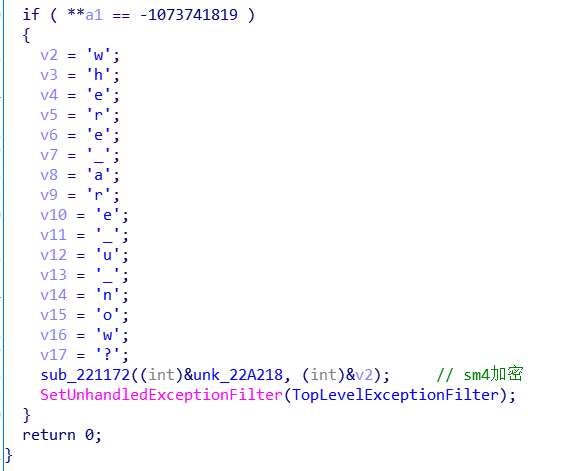 if ( **a1 == -1073741819 )
{
v2 = 'w';
v3 = 'h';
v4 = 'e';
v5 = 'r';
v6 = 'e';
v7 = '_';
v8 = 'a';
v9 = 'r';
v10 = 'e';
v11 = '_';
v12 = 'u';
v13 = '_';
v14 = 'n';
v15 = 'o';
v16 = 'w';
v17 = '?';
sub_221172((int)&unk_22A218, (int)&v2); // sm4加密
SetUnhandledExceptionFilter(TopLevelExceptionFilter);
}
return 0;
}